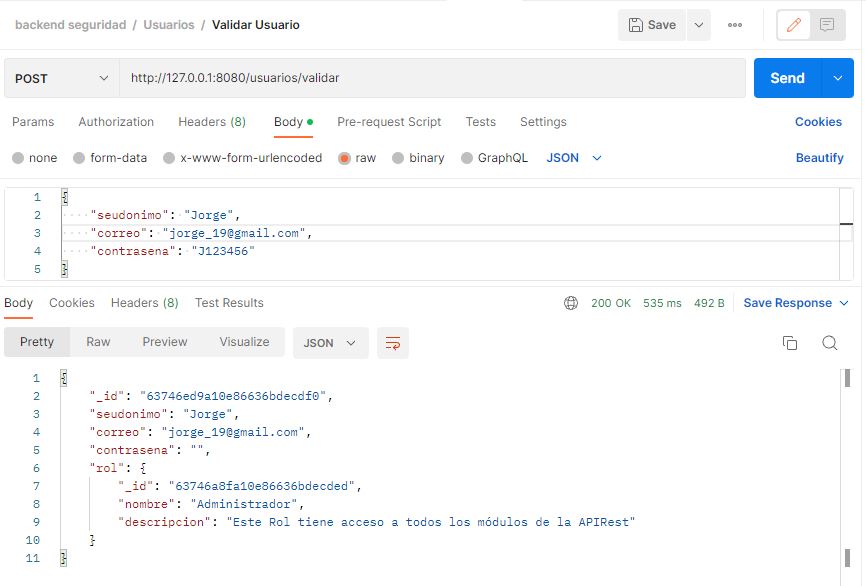 backend seguridad / Usuarios / Validar Usuario
Save
POST http://127.0.0.1:8080/usuarios/validar Send
Params Authorization Headers (8) Body Pre-request Script Tests Settings Cookies
none form-data x-www-form-urlencoded raw binary GraphQL JSON Beautify
1 {
2 "seudonimo": "Jorge",
3 "correo": "jorge_19@gmail.com",
4 "contrasena": "J123456"
5 }
Body Cookies Headers (8) Test Results 200 OK 535 ms 492 B Save Response
Pretty Raw Preview Visualize JSON
1 {
2 "_id": "63746ed9a10e86636bdecdf0",
3 "seudonimo": "Jorge",
4 "correo": "jorge_19@gmail.com",
5 "contrasena": "",
6 "rol": {
7 "_id": "63746a8fa10e86636bdecded",
8 "nombre": "Administrador",
9 "descripcion": "Este Rol tiene acceso a todos los módulos de la APIRest"
10 }
11 }